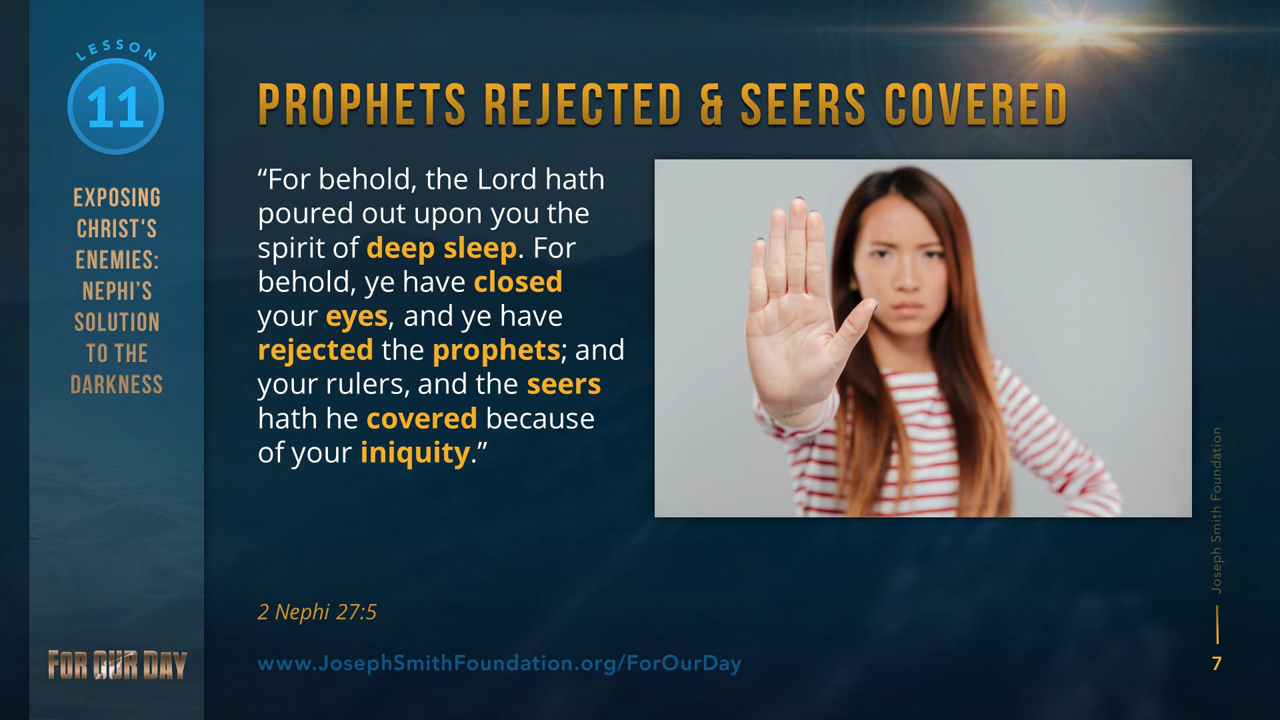 LESSON
11
EXPOSING
CHRIST'S
ENEMIES:
NEPHI'S
SOLUTION
TO THE
DARKNESS
FOR OUR DAY
PROPHETS REJECTED & SEERS COVERED
“For behold, the Lord hath
poured out upon you the
spirit of deep sleep. For
behold, ye have closed
your eyes, and ye have
rejected the prophets; and
your rulers, and the seers
hath he covered because
of your iniquity.”
2 Nephi 27:5
www.JosephSmithFoundation.org/ForOurDay
Joseph Smith Foundation
7